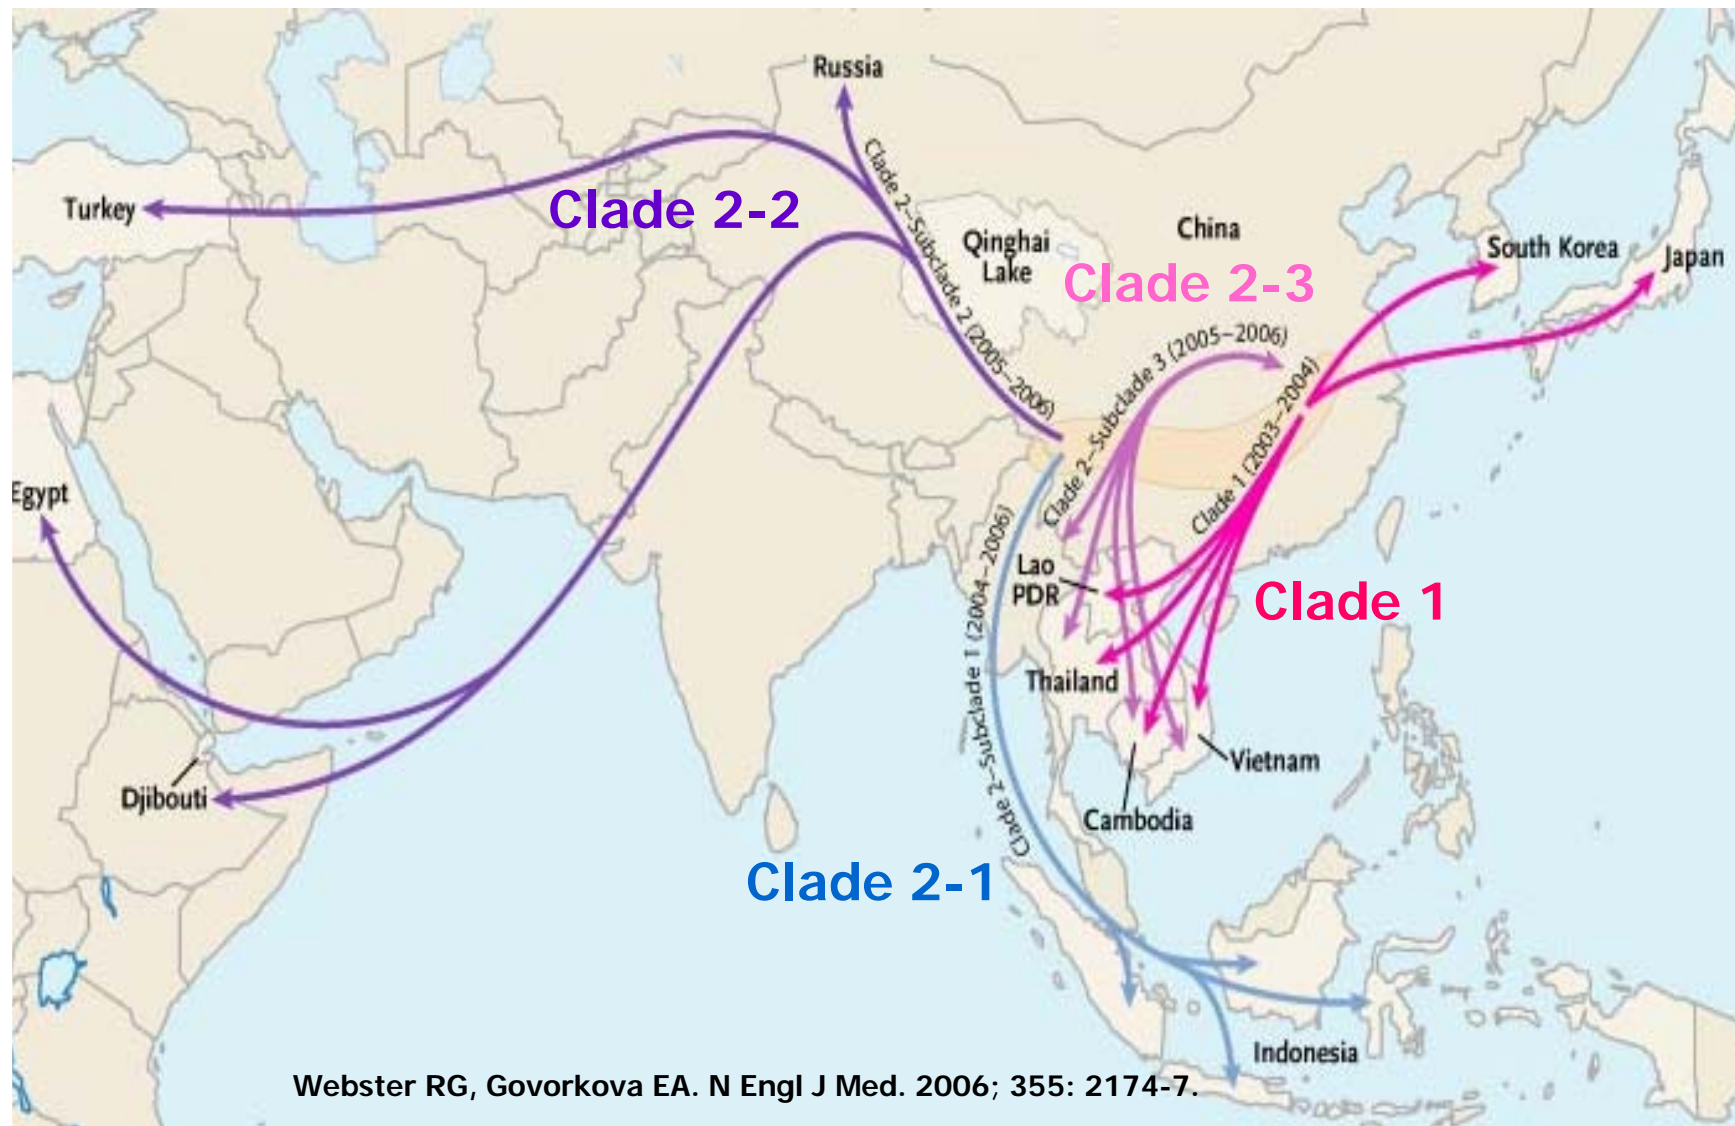 Russia
Turkey
Clade 2-2
Clade 2–Subclade 2 (2005–2006)
Qinghai
Lake
China
Clade 2-3
South Korea
Japan
Clade 2–Subclade 3 (2005–2006)
Clade 1 (2003–2004)
Egypt
Lao
PDR
Clade 1
Clade 2–Subclade 1 (2004–2006)
Thailand
Vietnam
Djibouti
Cambodia
Clade 2-1
Indonesia
Webster RG, Govorkova EA. N Engl J Med. 2006; 355: 2174-7.